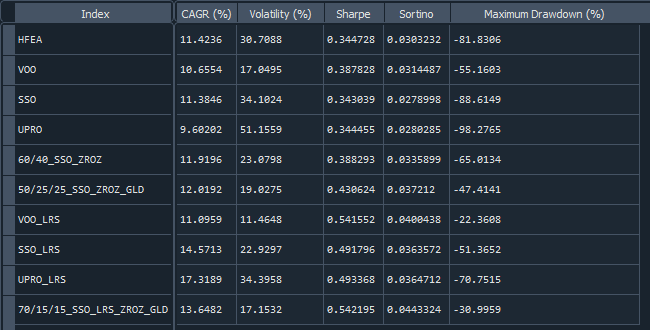 Index CAGR (%) Volatility (%) Sharpe Sortino Maximum Drawdown (%)
HFEA 11.4236 30.7088 0.344728 0.0303232 -81.8306
VOO 10.6554 17.0495 0.387828 0.0314487 -55.1603
SSO 11.3846 34.1024 0.343039 0.0278998 -88.6149
UPRO 9.60202 51.1559 0.344455 0.0280285 -98.2765
60/40_SSO_ZROZ 11.9196 23.0798 0.388293 0.0335899 -65.0134
50/25/25_SSO_ZROZ_GLD 12.0192 19.0275 0.430624 0.037212 -47.4141
VOO_LRS 11.0959 11.4648 0.541552 0.0400438 -22.3608
SSO_LRS 14.5713 22.9297 0.491796 0.0363572 -51.3652
UPRO_LRS 17.3189 34.3958 0.493368 0.0364712 -70.7515
70/15/15_SSO_LRS_ZROZ_GLD 13.6482 17.1532 0.542195 0.0443324 -30.9959